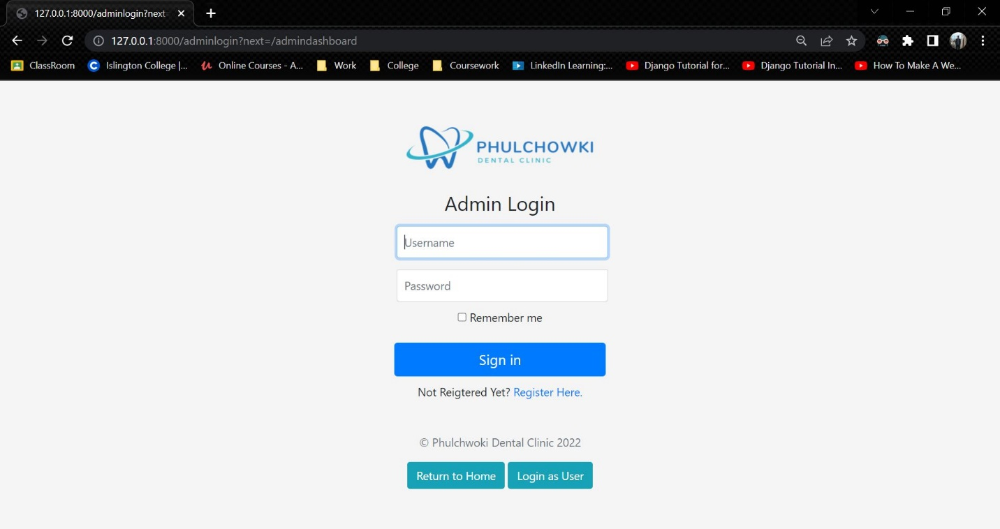 127.0.0.1:8000/adminlogin?next=
127.0.0.1:8000/adminlogin?next=/admindashboard
ClassRoom Islington College |... Online Courses - A... Work College Coursework LinkedIn Learning:... Django Tutorial for... Django Tutorial In... How To Make A We...
PHULCHOWKI
DENTAL CLINIC
Admin Login
Username
Password
Remember me
Sign in
Not Reigtered Yet? Register Here.
© Phulchwoki Dental Clinic 2022
Return to Home Login as User